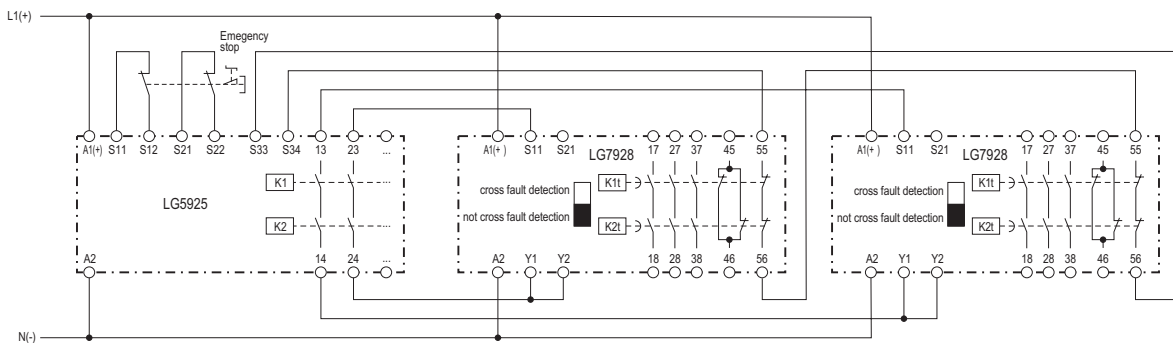 L1(+)
Emegency
stop
A1(+) S11 S12 S21 S22 S33 S34 13 23 ...
A1(+ ) S11 S21 17 27 37 45 55
A1(+ ) S11 S21 17 27 37 45 55
LG7928
LG7928
K1 ...
cross fault detection K1t
cross fault detection K1t
LG5925
K2 ...
not cross fault detection K2t
not cross fault detection K2t
A2 14 24 ...
A2 Y1 Y2 18 28 38 46 56
A2 Y1 Y2 18 28 38 46 56
N(-)